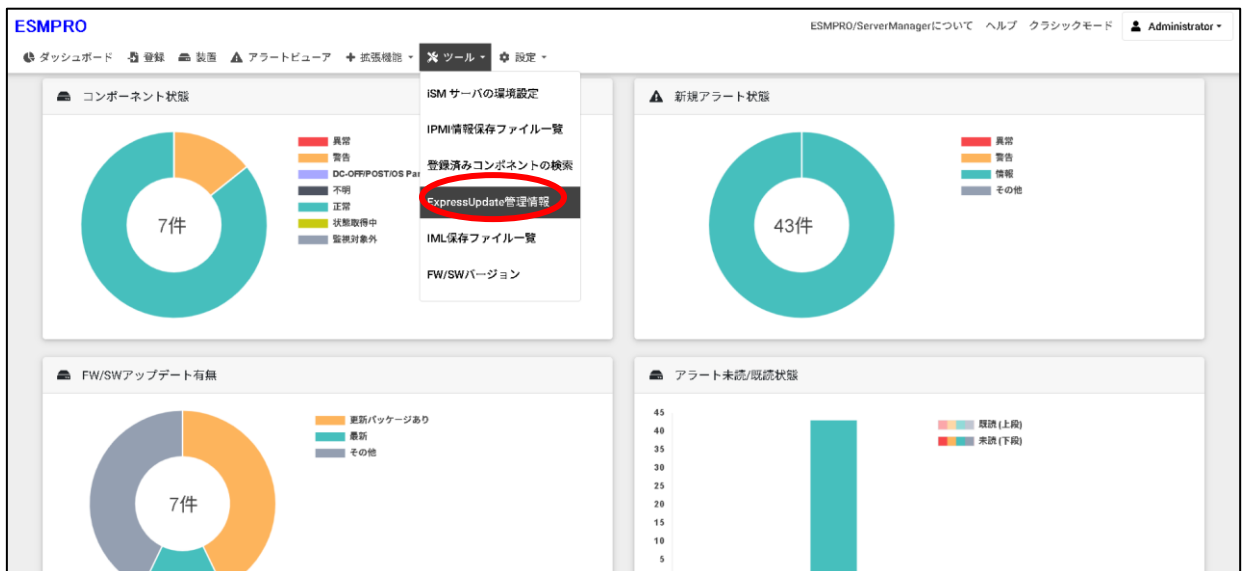 ESMPRO
ESMPRO/ServerManagerについて ヘルプ クラシックモード Administrator
ダッシュボード 登録 装置 アラートビューア 拡張機能 ツール 設定
コンポーネント状態
異常
警告
DC-OFF/POST/OS Pan
不明
正常
状態取得中
監視対象外
7件
iSM サーバの環境設定
IPMI情報保存ファイル一覧
登録済みコンポーネントの検索
ExpressUpdate管理情報
IML保存ファイル一覧
FW/SWバージョン
新規アラート状態
異常
警告
情報
その他
43件
FW/SWアップデート有無
更新パッケージあり
最新
その他
7件
アラート未読/既読状態
45
40
35
30
25
20
15
10
5
既読 (上段)
未読 (下段)